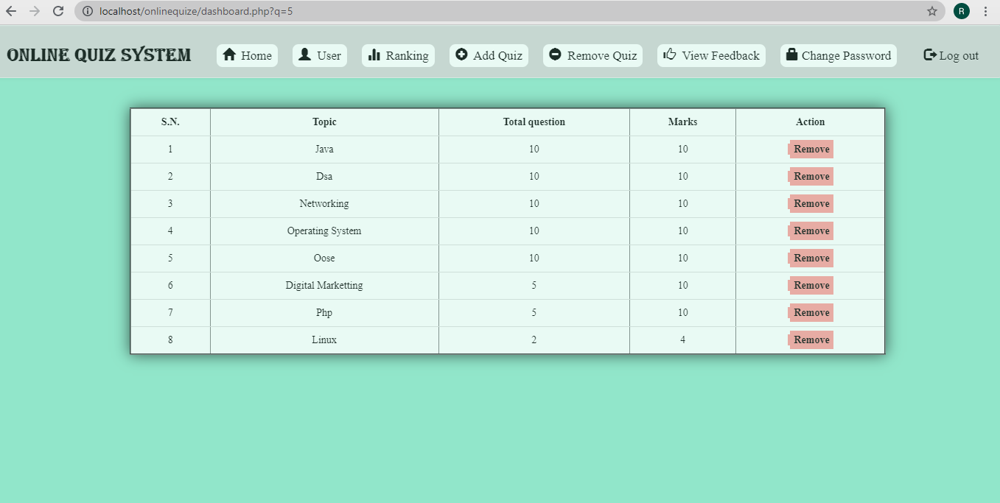 localhost/onlinequize/dashboard.php?q=5 R
ONLINE QUIZ SYSTEM Home User Ranking Add Quiz Remove Quiz View Feedback Change Password Log out
S.N. Topic Total question Marks Action
1 Java 10 10 Remove
2 Dsa 10 10 Remove
3 Networking 10 10 Remove
4 Operating System 10 10 Remove
5 Oose 10 10 Remove
6 Digital Marketting 5 10 Remove
7 Php 5 10 Remove
8 Linux 2 4 Remove